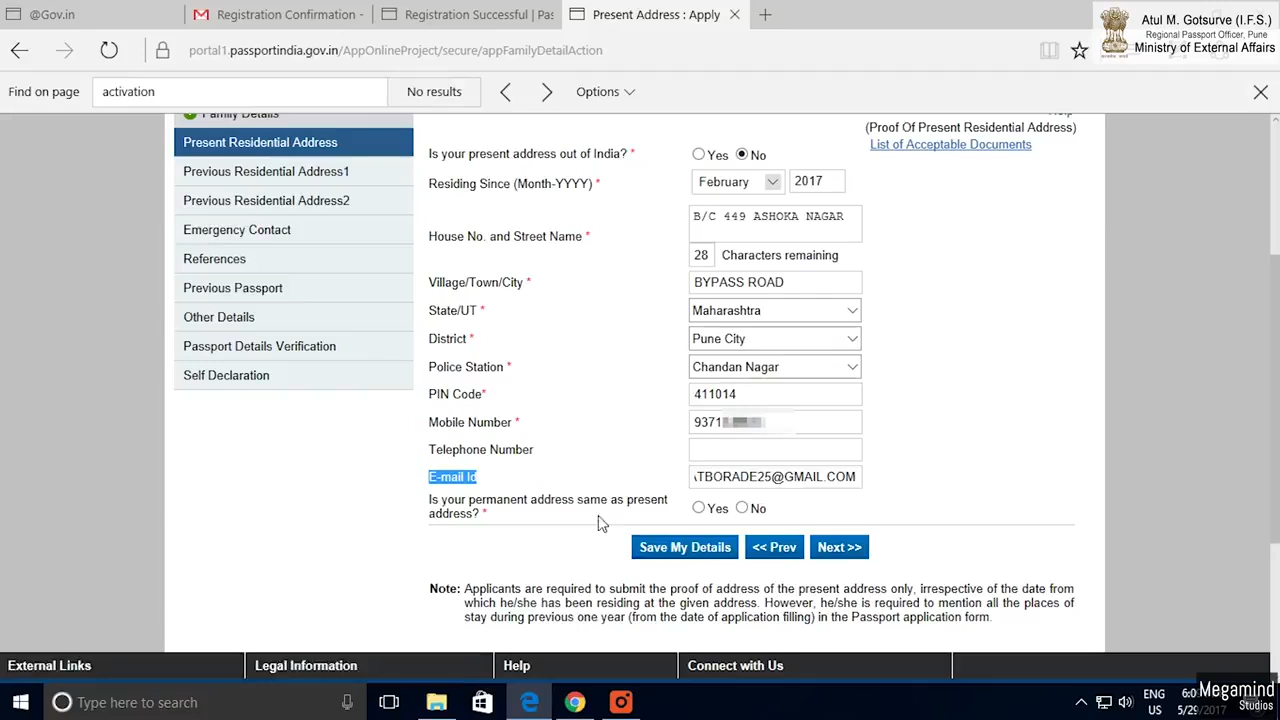 @Gov.in
Registration Confirmation -
Registration Successful | Pas
Present Address : Apply
Atul M. Gotsurve (I.F.S.)
Regional Passport Officer, Pune
Ministry of External Affairs
portal1.passportindia.gov.in/AppOnlineProject/secure/appFamilyDetailAction
Find on page
activation
No results
Options
Family Details
(Proof Of Present Residential Address)
List of Acceptable Documents
Present Residential Address
Previous Residential Address1
Previous Residential Address2
Emergency Contact
References
Previous Passport
Other Details
Passport Details Verification
Self Declaration
Is your present address out of India? * Yes No
Residing Since (Month-YYYY) * February 2017
House No. and Street Name * B/C 449 ASHOKA NAGAR
28 Characters remaining
Village/Town/City * BYPASS ROAD
State/UT * Maharashtra
District * Pune City
Police Station * Chandan Nagar
PIN Code* 411014
Mobile Number * 9371
Telephone Number
E-mail Id TBORADE25@GMAIL.COM
Is your permanent address same as present
address? * Yes No
Save My Details << Prev Next >>
Note: Applicants are required to submit the proof of address of the present address only, irrespective of the date from
which he/she has been residing at the given address. However, he/she is required to mention all the places of
stay during previous one year (from the date of application filling) in the Passport application form.
External Links Legal Information Help Connect with Us
Type here to search
ENG
US
5/29/2017
Megamind
Studios